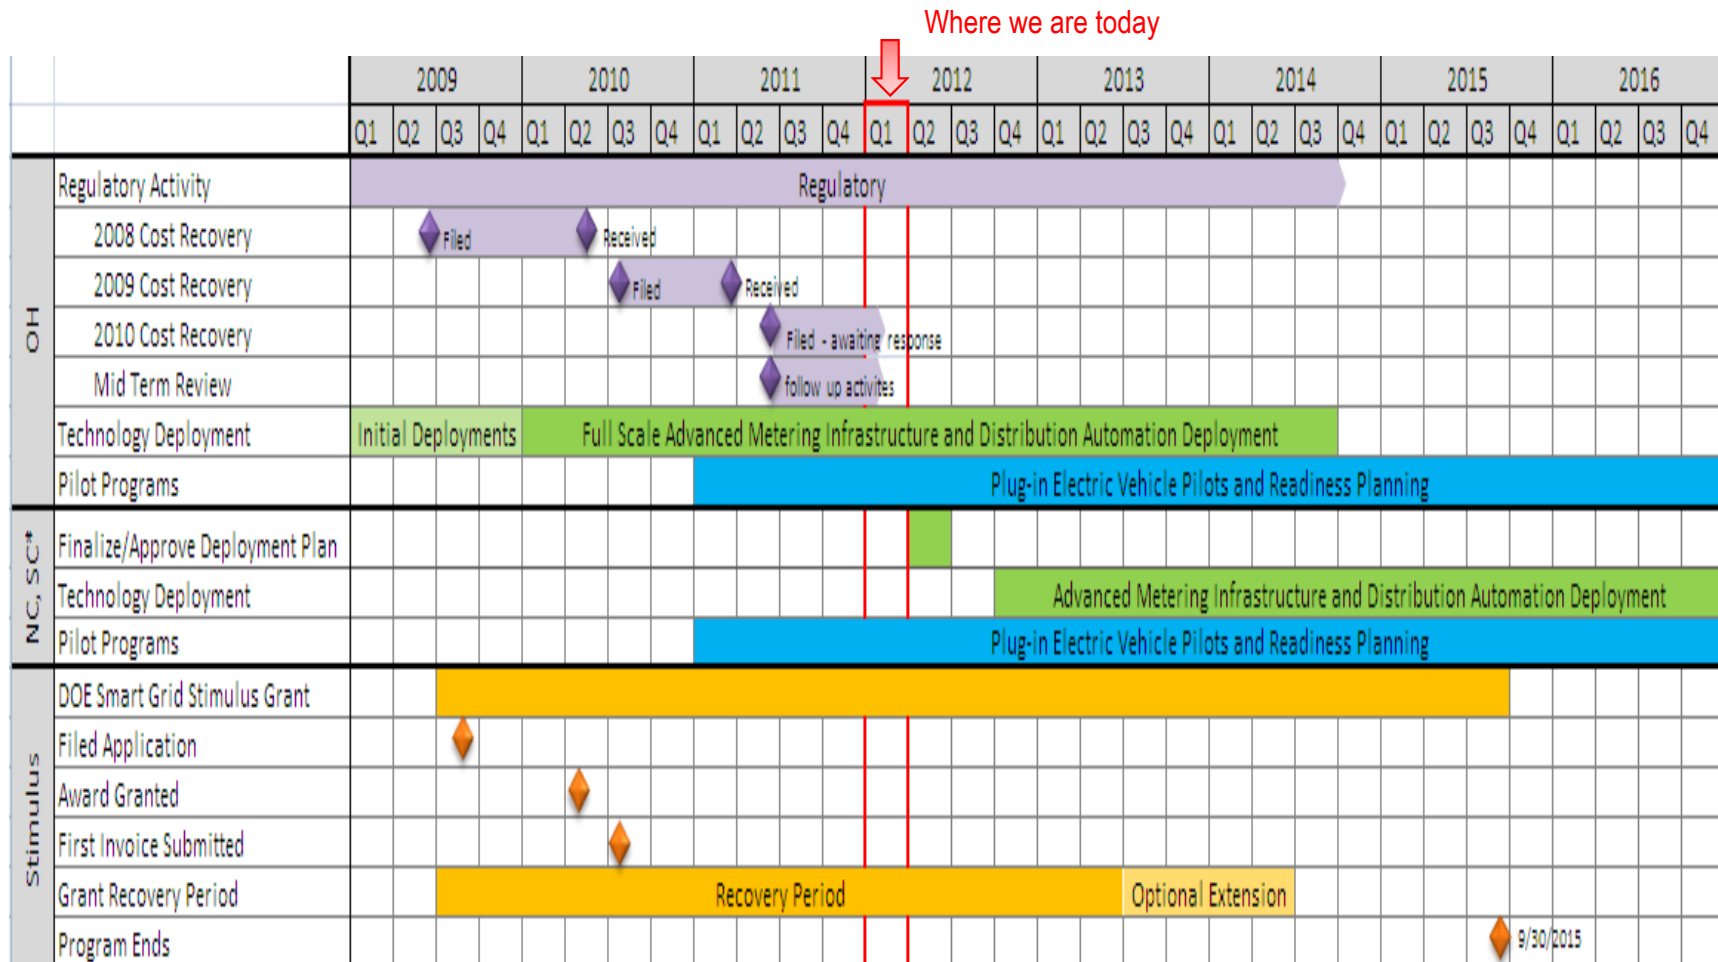 Where we are today
2009 2010 2011 2012 2013 2014 2015 2016
Q1 Q2 Q3 Q4 Q1 Q2 Q3 Q4 Q1 Q2 Q3 Q4 Q1 Q2 Q3 Q4 Q1 Q2 Q3 Q4 Q1 Q2 Q3 Q4 Q1 Q2 Q3 Q4 Q1 Q2 Q3 Q4
OH
Regulatory Activity Regulatory
2008 Cost Recovery Filed Received
2009 Cost Recovery Filed Received
2010 Cost Recovery Filed - awaiting response
Mid Term Review follow up activites
Technology Deployment Initial Deployments Full Scale Advanced Metering Infrastructure and Distribution Automation Deployment
Pilot Programs Plug-in Electric Vehicle Pilots and Readiness Planning
NC, SC*
Finalize/Approve Deployment Plan
Technology Deployment Advanced Metering Infrastructure and Distribution Automation Deployment
Pilot Programs Plug-in Electric Vehicle Pilots and Readiness Planning
Stimulus
DOE Smart Grid Stimulus Grant
Filed Application
Award Granted
First Invoice Submitted
Grant Recovery Period Recovery Period Optional Extension
Program Ends 9/30/2015